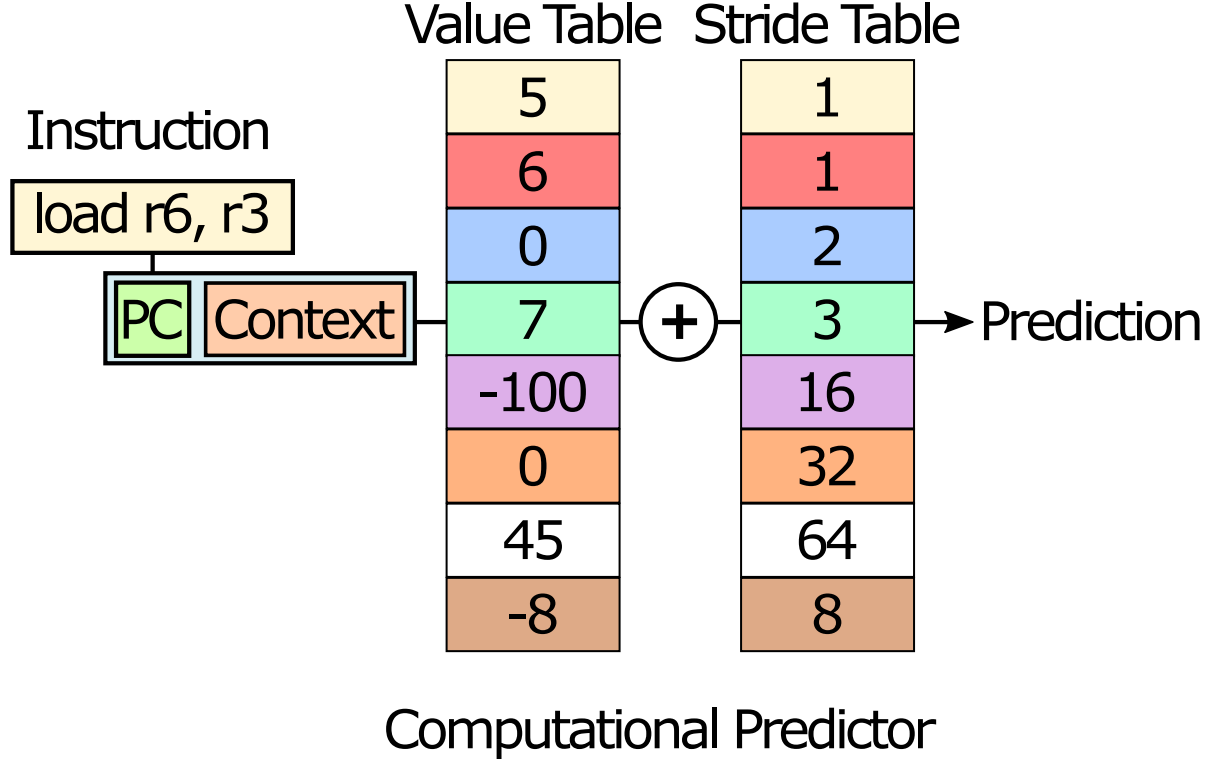 Value Table Stride Table
5 1
Instruction
6 1
load r6, r3
0 2
PC Context 7 + 3 Prediction
-100 16
0 32
45 64
-8 8
Computational Predictor